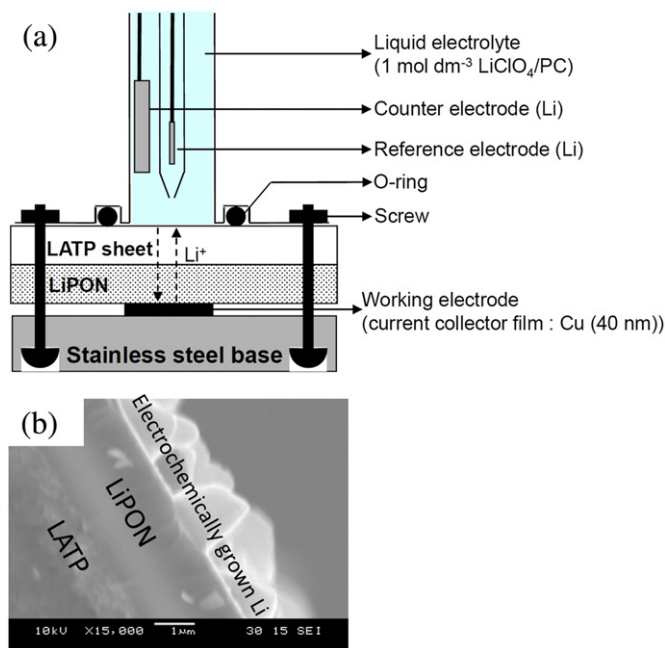 (a)
Liquid electrolyte
(1 mol dm⁻³ LiClO₄/PC)
Counter electrode (Li)
Reference electrode (Li)
O-ring
Screw
LATP sheet
Li⁺
LiPON
Working electrode
(current collector film : Cu (40 nm))
Stainless steel base
(b)
Electrochemically grown Li
LiPON
LATP
10kV X15,000 1μm 30 15 SEI